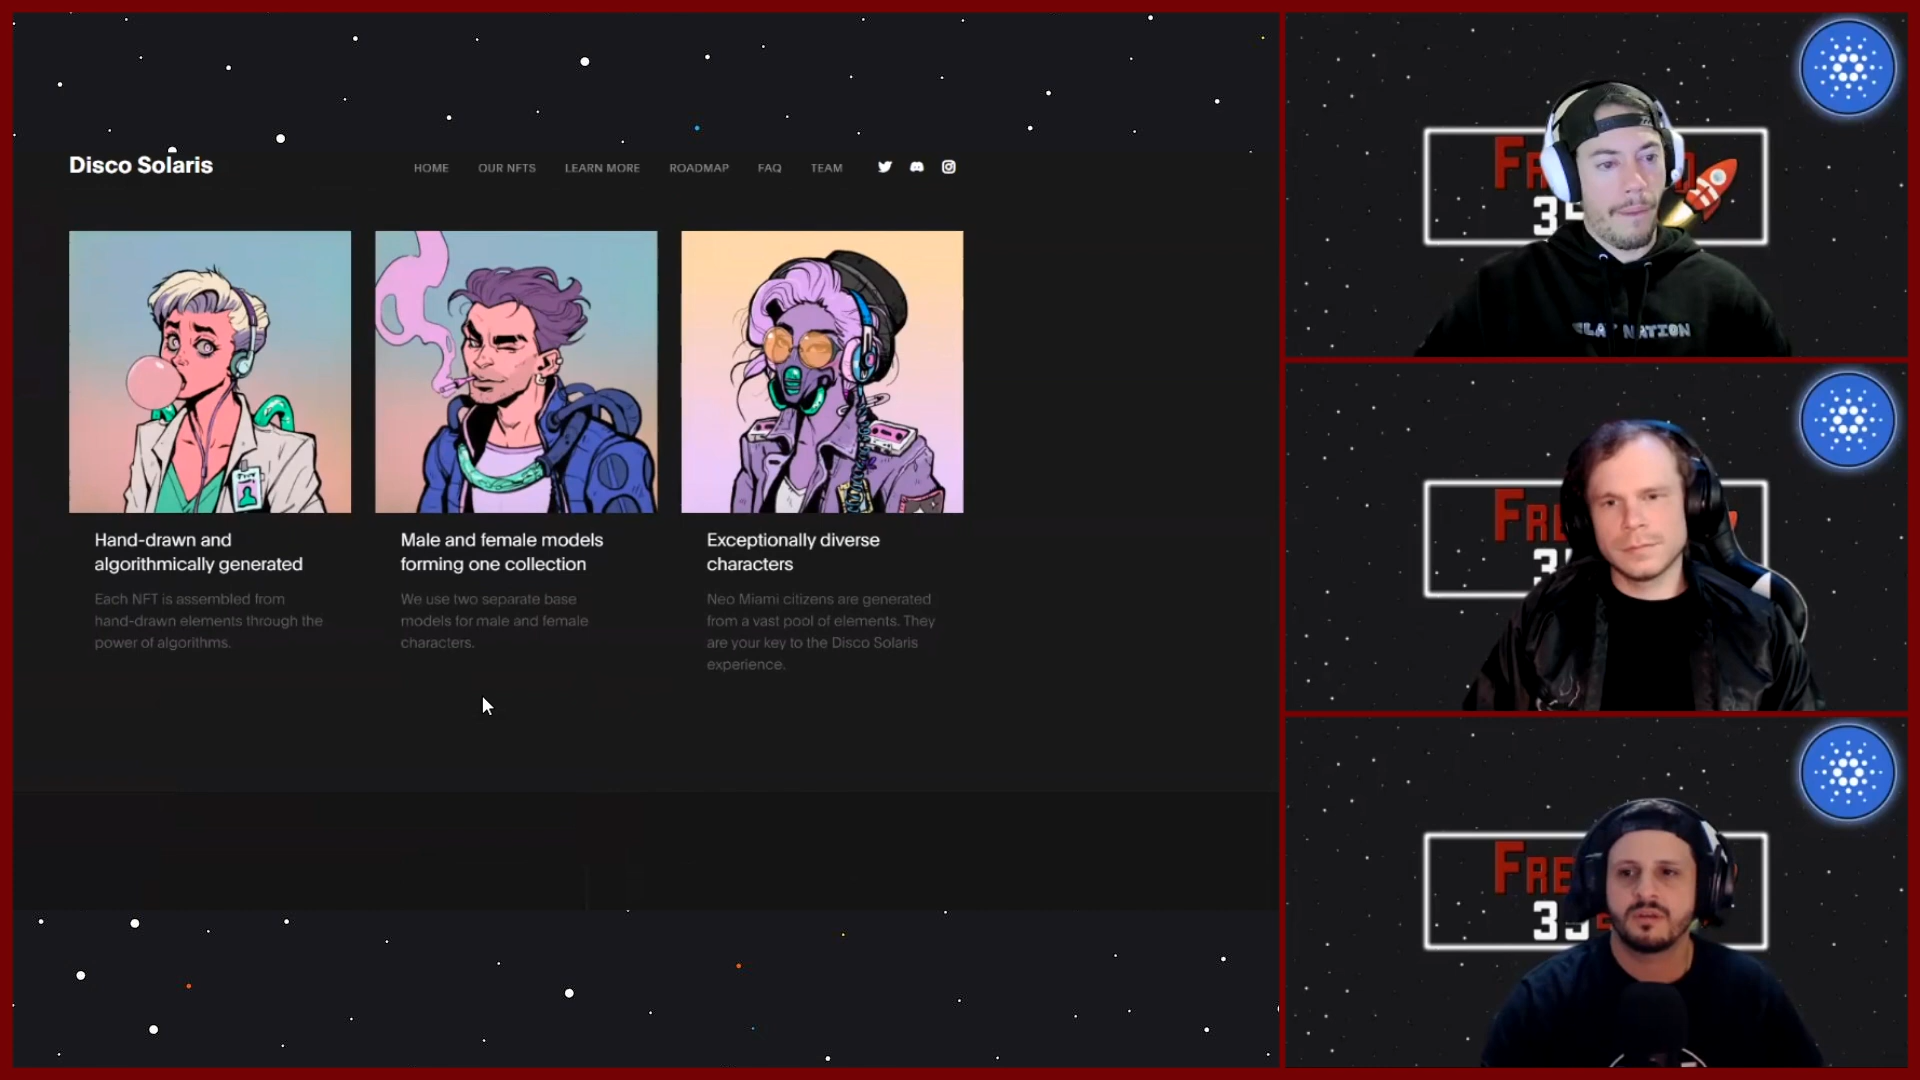 Disco Solaris
HOME
OUR NFTS
LEARN MORE
ROADMAP
FAQ
TEAM
Hand-drawn and
algorithmically generated
Each NFT is assembled from
hand-drawn elements through the
power of algorithms.
Male and female models
forming one collection
We use two separate base
models for male and female
characters.
Exceptionally diverse
characters
Neo Miami citizens are generated
from a vast pool of elements. They
are your key to the Disco Solaris
experience.
NATION